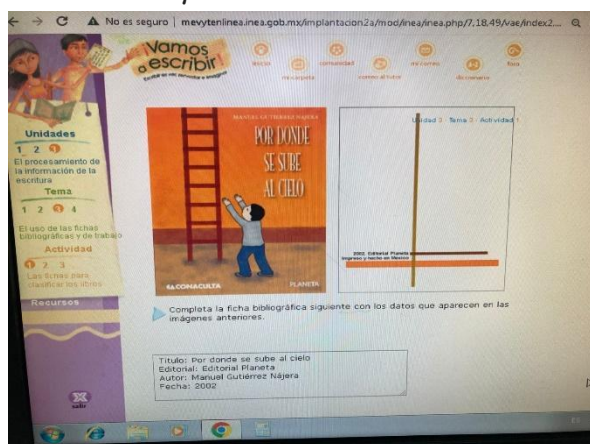 No es seguro | mevytenlinea.inea.gob.mx/implantacion2a/mod/inea/inea.php/7,18,49/vae/index2....
Vamos
a escribir!
inicio
mi carpeta
comunidad
correo al tutor
diccionario
foro
Unidades
1 2 3
El procesamiento de
la información de la
escritura
Tema
1 2 3 4
El uso de las fichas
bibliográficas y de trabajo
Actividad
1 2 3
Las fichas para
clasificar los libros
Recursos
salir
MANUEL GUTIÉRREZ NÁJERA
POR DONDE
SE SUBE
AL CIELO
CONACULTA
PLANETA
Unidad 3 · Tema 3 · Actividad 1
2002, Editorial Planeta
Impreso y hecho en México
Completa la ficha bibliográfica siguiente con los datos que aparecen en las
imágenes anteriores.
Titulo: Por donde se sube al cielo
Editorial: Editorial Planeta
Autor: Manuel Gutiérrez Nájera
Fecha: 2002
ES